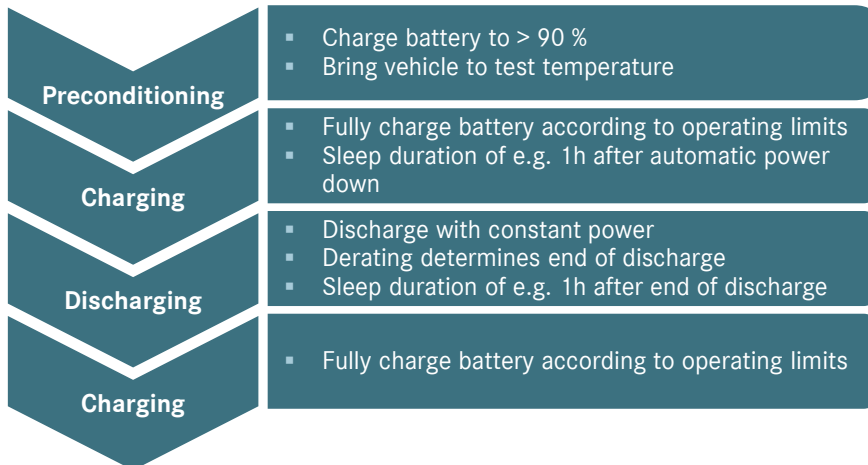 Preconditioning
▪ Charge battery to > 90 %
▪ Bring vehicle to test temperature
Charging
▪ Fully charge battery according to operating limits
▪ Sleep duration of e.g. 1h after automatic power
down
Discharging
▪ Discharge with constant power
▪ Derating determines end of discharge
▪ Sleep duration of e.g. 1h after end of discharge
Charging
▪ Fully charge battery according to operating limits